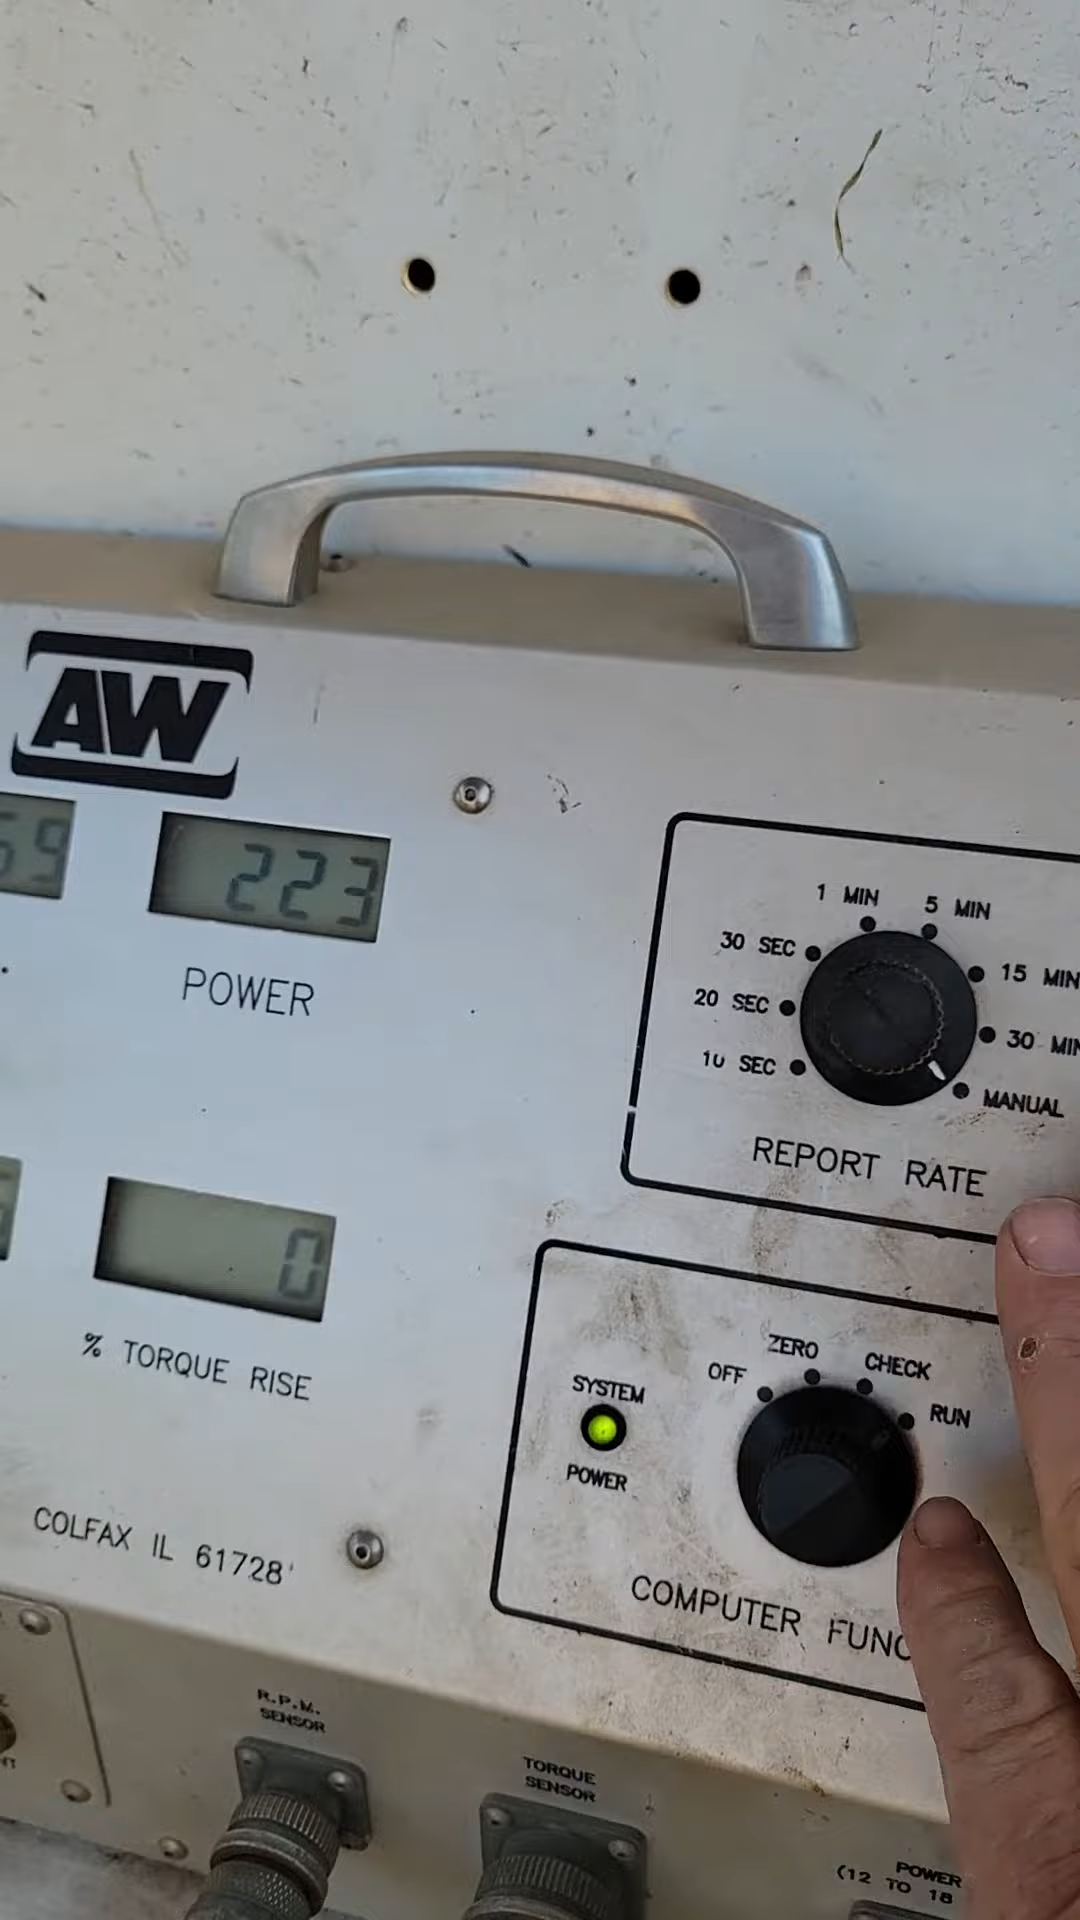 AW
69
223
POWER
1 MIN
5 MIN
30 SEC
15 MIN
20 SEC
30 MIN
10 SEC
MANUAL
REPORT RATE
0
% TORQUE RISE
ZERO
CHECK
OFF
RUN
SYSTEM
POWER
COLFAX IL 61728
COMPUTER FUNC
R.P.M.
SENSOR
TORQUE
SENSOR
POWER
(12 TO 18